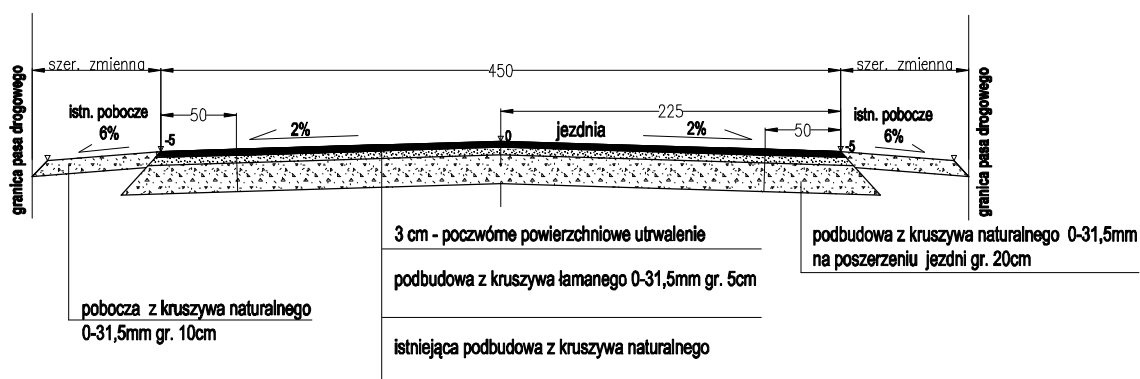 szer. zmienna
450
szer. zmienna
granica pasa drogowego
istn. pobocze
6%
50
-5
2%
0
jezdnia
225
2%
50
-5
istn. pobocze
6%
granica pasa drogowego
3 cm - poczwórne powierzchniowe utrwalenie
podbudowa z kruszywa łamanego 0-31,5mm gr. 5cm
istniejąca podbudowa z kruszywa naturalnego
podbudowa z kruszywa naturalnego 0-31,5mm
na poszerzeniu jezdni gr. 20cm
pobocza z kruszywa naturalnego
0-31,5mm gr. 10cm